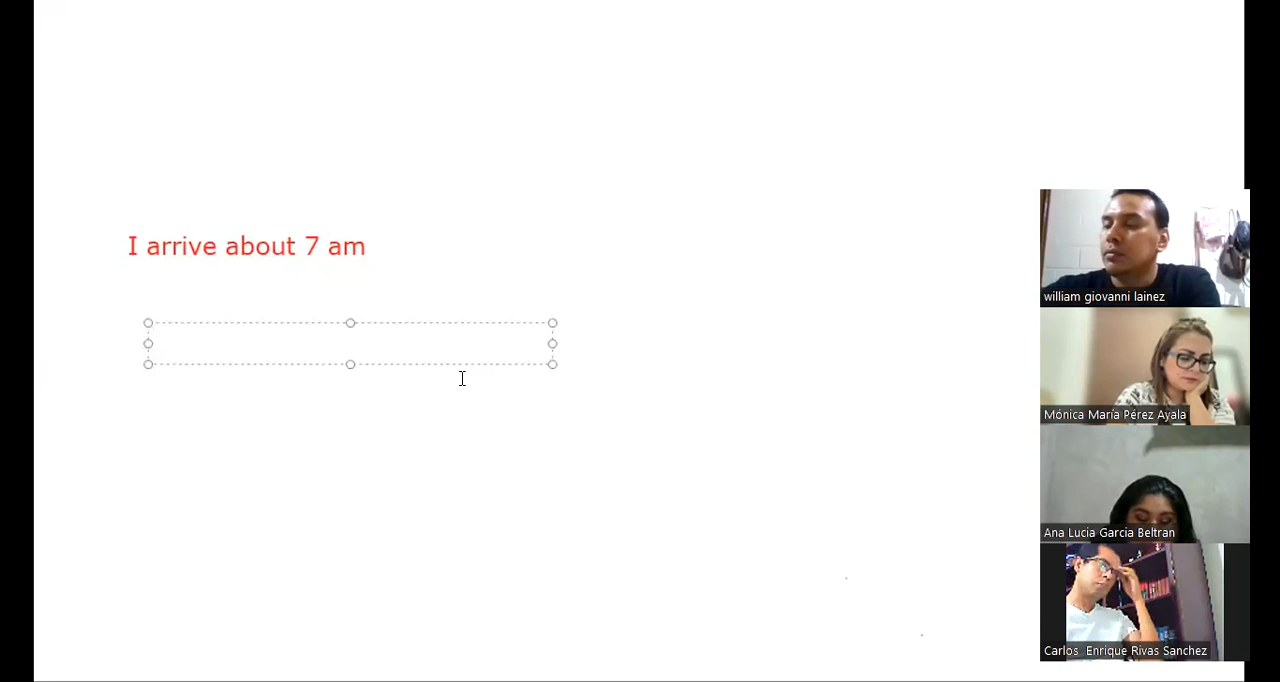 I arrive about 7 am
william giovanni lainez
Mónica María Pérez Ayala
Ana Lucia Garcia Beltran
Carlos Enrique Rivas Sanchez